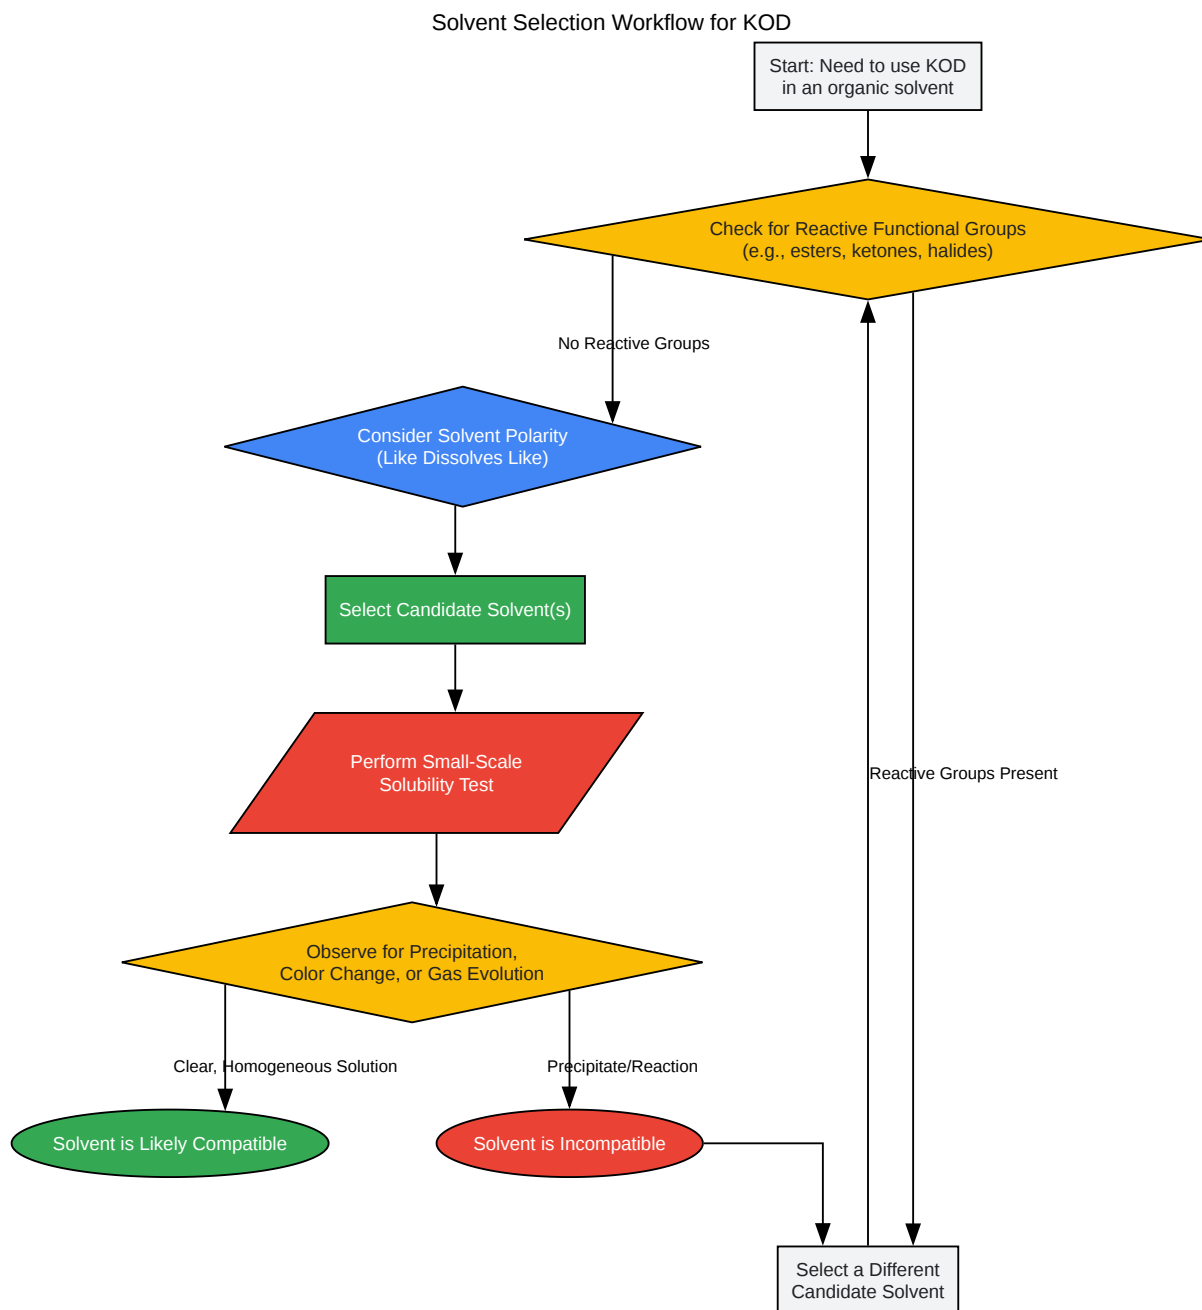 Solvent Selection Workflow for KOD
Start: Need to use KOD
in an organic solvent
Check for Reactive Functional Groups
(e.g., esters, ketones, halides)
No Reactive Groups
Consider Solvent Polarity
(Like Dissolves Like)
Select Candidate Solvent(s)
Perform Small-Scale
Solubility Test
Reactive Groups Present
Observe for Precipitation,
Color Change, or Gas Evolution
Clear, Homogeneous Solution
Precipitate/Reaction
Solvent is Likely Compatible
Solvent is Incompatible
Select a Different
Candidate Solvent